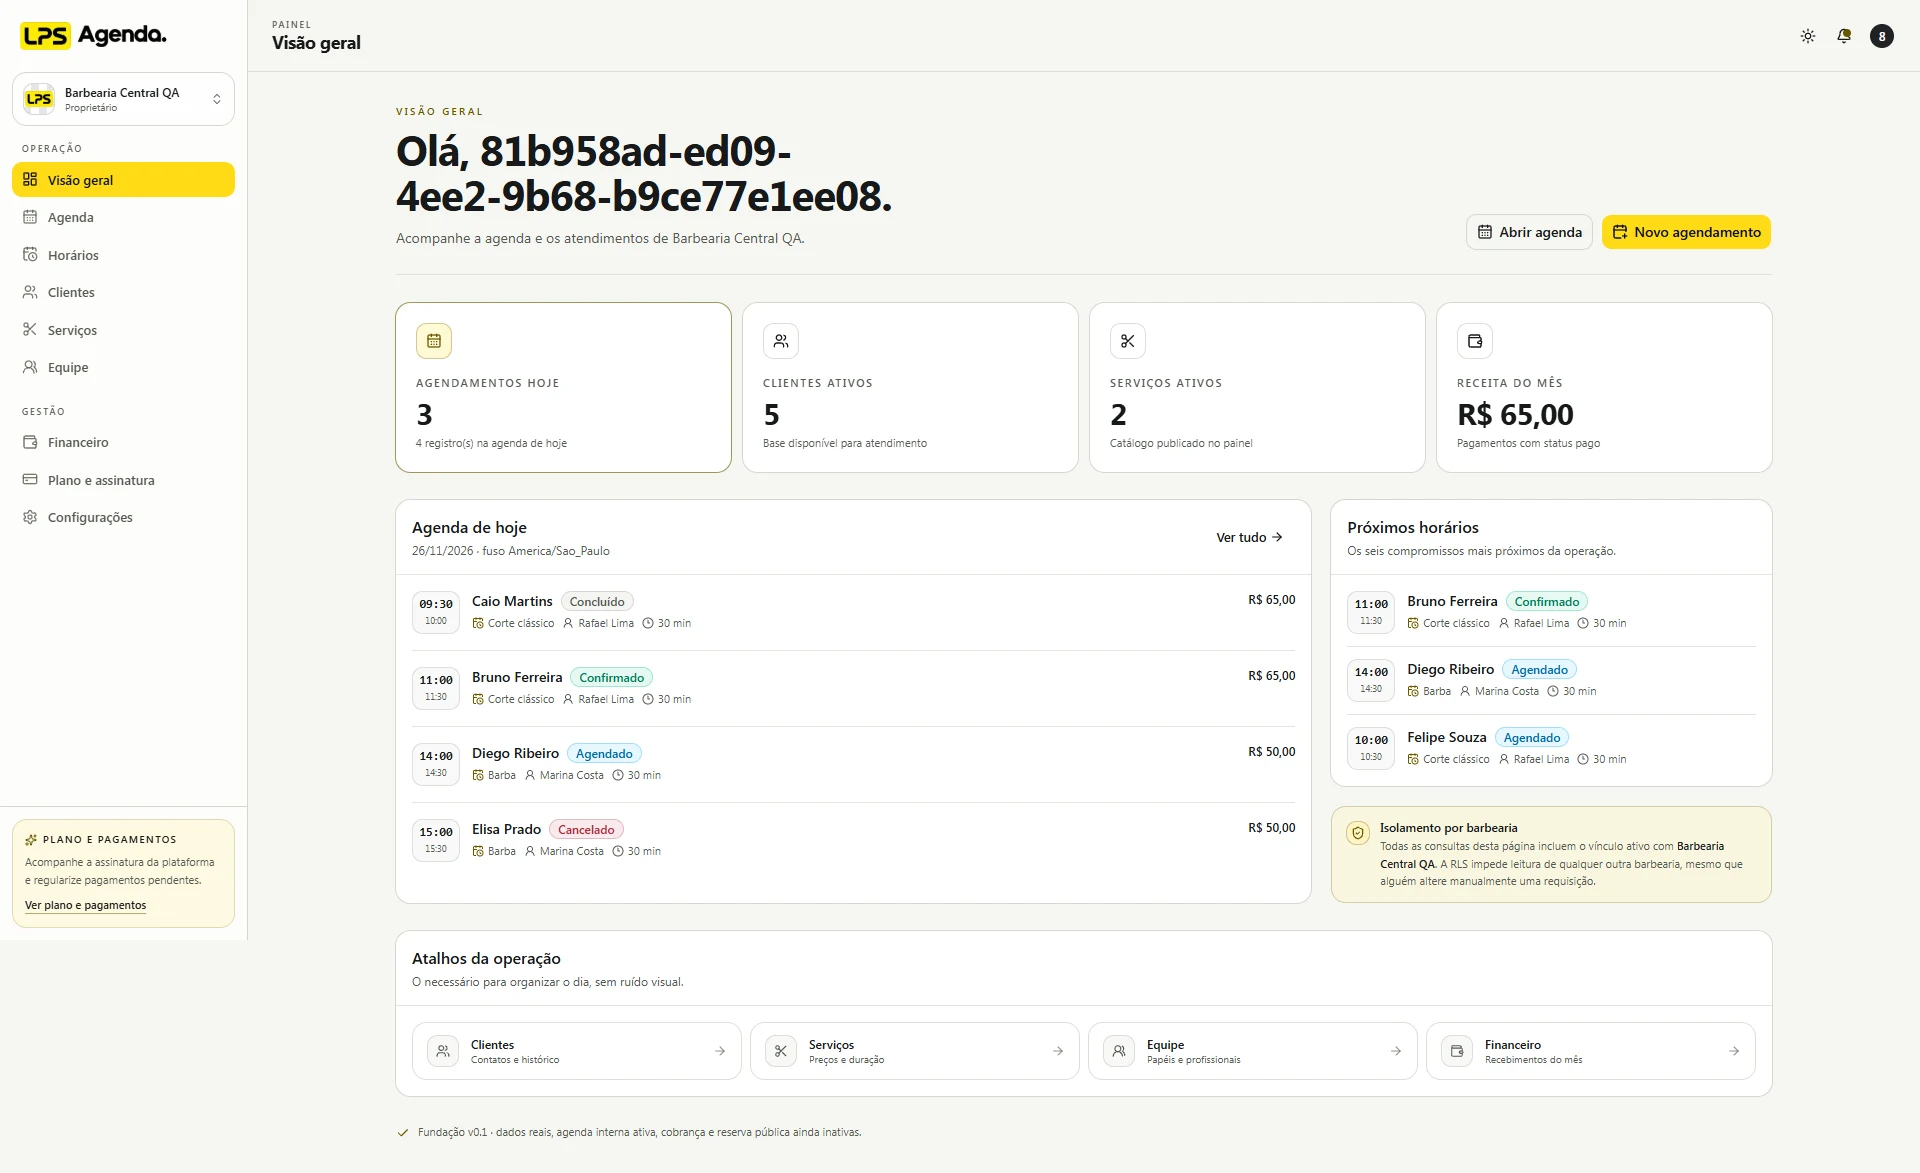 LPS Agenda.
LPS
Barbearia Central QA
Proprietário
OPERAÇÃO
Visão geral
Agenda
Horários
Clientes
Serviços
Equipe
GESTÃO
Financeiro
Plano e assinatura
Configurações
PLANO E PAGAMENTOS
Acompanhe a assinatura da plataforma
e regularize pagamentos pendentes.
Ver plano e pagamentos
PAINEL
Visão geral
8
VISÃO GERAL
Olá, 81b958ad-ed09-
4ee2-9b68-b9ce77e1ee08.
Acompanhe a agenda e os atendimentos de Barbearia Central QA.
Abrir agenda
Novo agendamento
AGENDAMENTOS HOJE
3
4 registro(s) na agenda de hoje
CLIENTES ATIVOS
5
Base disponível para atendimento
SERVIÇOS ATIVOS
2
Catálogo publicado no painel
RECEITA DO MÊS
R$ 65,00
Pagamentos com status pago
Agenda de hoje
26/11/2026 · fuso America/Sao_Paulo
Ver tudo
09:30
10:00
Caio Martins Concluído
Corte clássico Rafael Lima 30 min
R$ 65,00
11:00
11:30
Bruno Ferreira Confirmado
Corte clássico Rafael Lima 30 min
R$ 65,00
14:00
14:30
Diego Ribeiro Agendado
Barba Marina Costa 30 min
R$ 50,00
15:00
15:30
Elisa Prado Cancelado
Barba Marina Costa 30 min
R$ 50,00
Próximos horários
Os seis compromissos mais próximos da operação.
11:00
11:30
Bruno Ferreira Confirmado
Corte clássico Rafael Lima 30 min
14:00
14:30
Diego Ribeiro Agendado
Barba Marina Costa 30 min
10:00
10:30
Felipe Souza Agendado
Corte clássico Rafael Lima 30 min
Isolamento por barbearia
Todas as consultas desta página incluem o vínculo ativo com Barbearia
Central QA. A RLS impede leitura de qualquer outra barbearia, mesmo que
alguém altere manualmente uma requisição.
Atalhos da operação
O necessário para organizar o dia, sem ruído visual.
Clientes
Contatos e histórico
Serviços
Preços e duração
Equipe
Papéis e profissionais
Financeiro
Recebimentos do mês
Fundação v0.1 · dados reais, agenda interna ativa, cobrança e reserva pública ainda inativas.